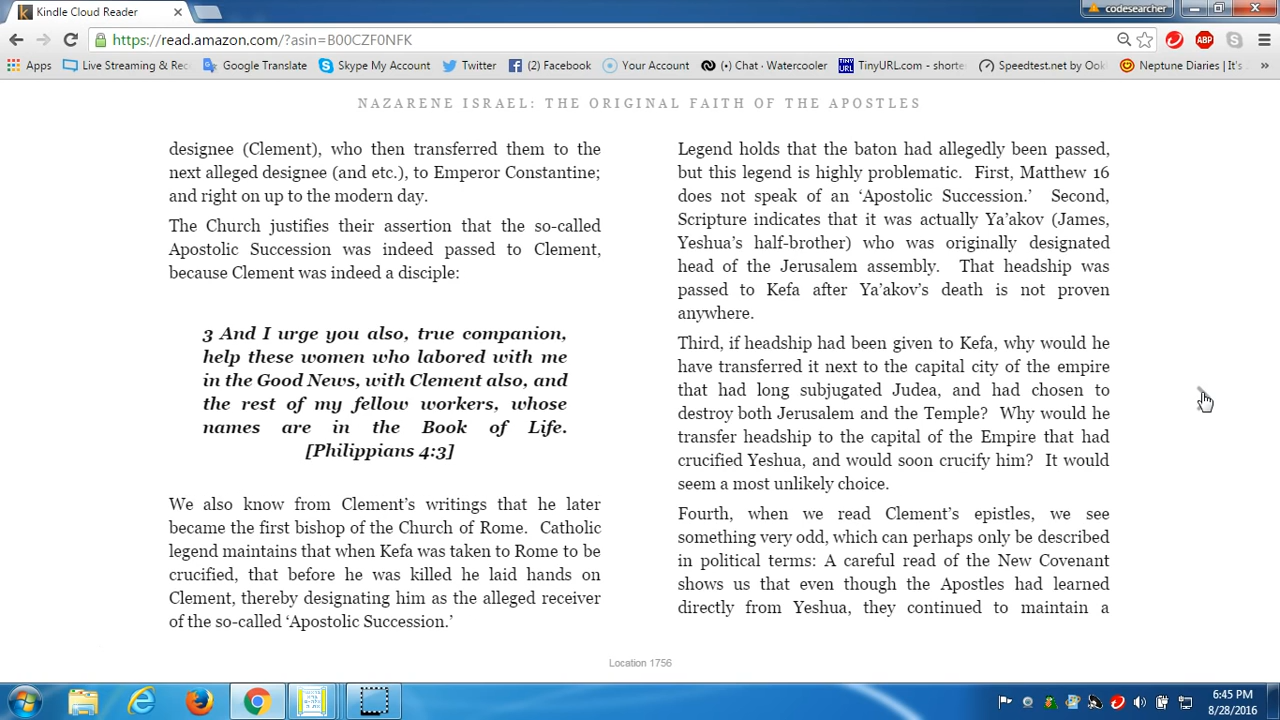 Kindle Cloud Reader
codesearcher
https://read.amazon.com/?asin=B00CZF0NFK
ABP
Apps
Live Streaming & Rec
Google Translate
Skype My Account
Twitter
(2) Facebook
Your Account
(•) Chat · Watercooler
TINY URL
TinyURL.com - shorte
Speedtest.net by Ookl
Neptune Diaries | It's
NAZARENE ISRAEL: THE ORIGINAL FAITH OF THE APOSTLES
designee (Clement), who then transferred them to the
next alleged designee (and etc.), to Emperor Constantine;
and right on up to the modern day.
The Church justifies their assertion that the so-called
Apostolic Succession was indeed passed to Clement,
because Clement was indeed a disciple:
3 And I urge you also, true companion,
help these women who labored with me
in the Good News, with Clement also, and
the rest of my fellow workers, whose
names are in the Book of Life.
[Philippians 4:3]
We also know from Clement's writings that he later
became the first bishop of the Church of Rome. Catholic
legend maintains that when Kefa was taken to Rome to be
crucified, that before he was killed he laid hands on
Clement, thereby designating him as the alleged receiver
of the so-called 'Apostolic Succession.'
Legend holds that the baton had allegedly been passed,
but this legend is highly problematic. First, Matthew 16
does not speak of an 'Apostolic Succession.' Second,
Scripture indicates that it was actually Ya'akov (James,
Yeshua's half-brother) who was originally designated
head of the Jerusalem assembly. That headship was
passed to Kefa after Ya'akov's death is not proven
anywhere.
Third, if headship had been given to Kefa, why would he
have transferred it next to the capital city of the empire
that had long subjugated Judea, and had chosen to
destroy both Jerusalem and the Temple? Why would he
transfer headship to the capital of the Empire that had
crucified Yeshua, and would soon crucify him? It would
seem a most unlikely choice.
Fourth, when we read Clement's epistles, we see
something very odd, which can perhaps only be described
in political terms: A careful read of the New Covenant
shows us that even though the Apostles had learned
directly from Yeshua, they continued to maintain a
Location 1756
6:45 PM
8/28/2016